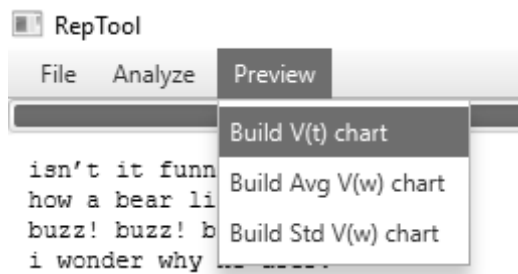 RepTool
File Analyze Preview
Build V(t) chart
Build Avg V(w) chart
Build Std V(w) chart
isn't it funn
how a bear li
buzz! buzz! b
i wonder why